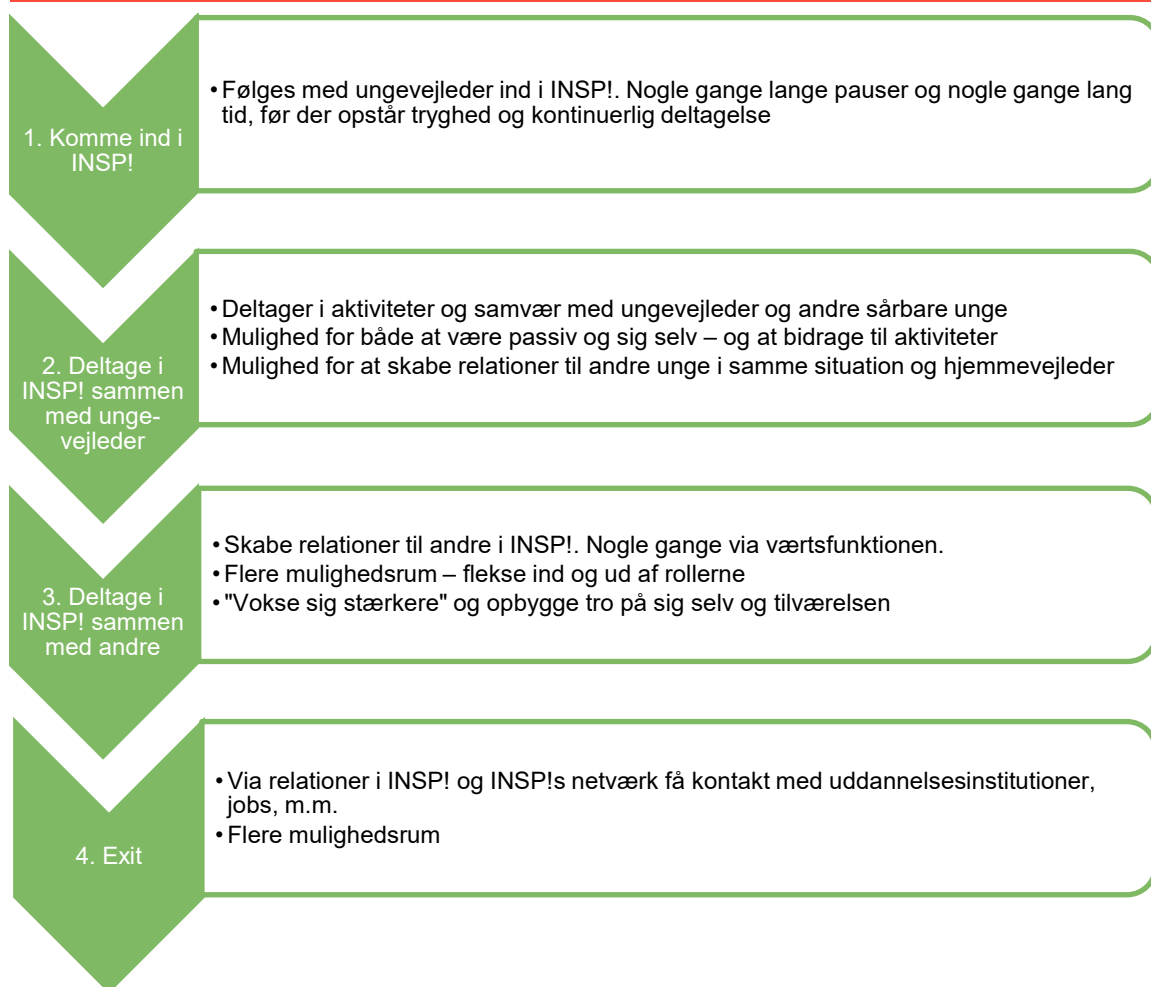 1. Komme ind i
INSP!
• Følges med ungevejleder ind i INSP!. Nogle gange lange pauser og nogle gange lang
tid, før der opstår tryghed og kontinuerlig deltagelse
2. Deltage i
INSP! sammen
med unge-
vejleder
• Deltager i aktiviteter og samvær med ungevejleder og andre sårbare unge
• Mulighed for både at være passiv og sig selv – og at bidrage til aktiviteter
• Mulighed for at skabe relationer til andre unge i samme situation og hjemmevejleder
3. Deltage i
INSP! sammen
med andre
• Skabe relationer til andre i INSP!. Nogle gange via værtsfunktionen.
• Flere mulighedsrum – flekse ind og ud af rollerne
• "Vokse sig stærkere" og opbygge tro på sig selv og tilværelsen
4. Exit
• Via relationer i INSP! og INSP!s netværk få kontakt med uddannelsesinstitutioner,
jobs, m.m.
• Flere mulighedsrum